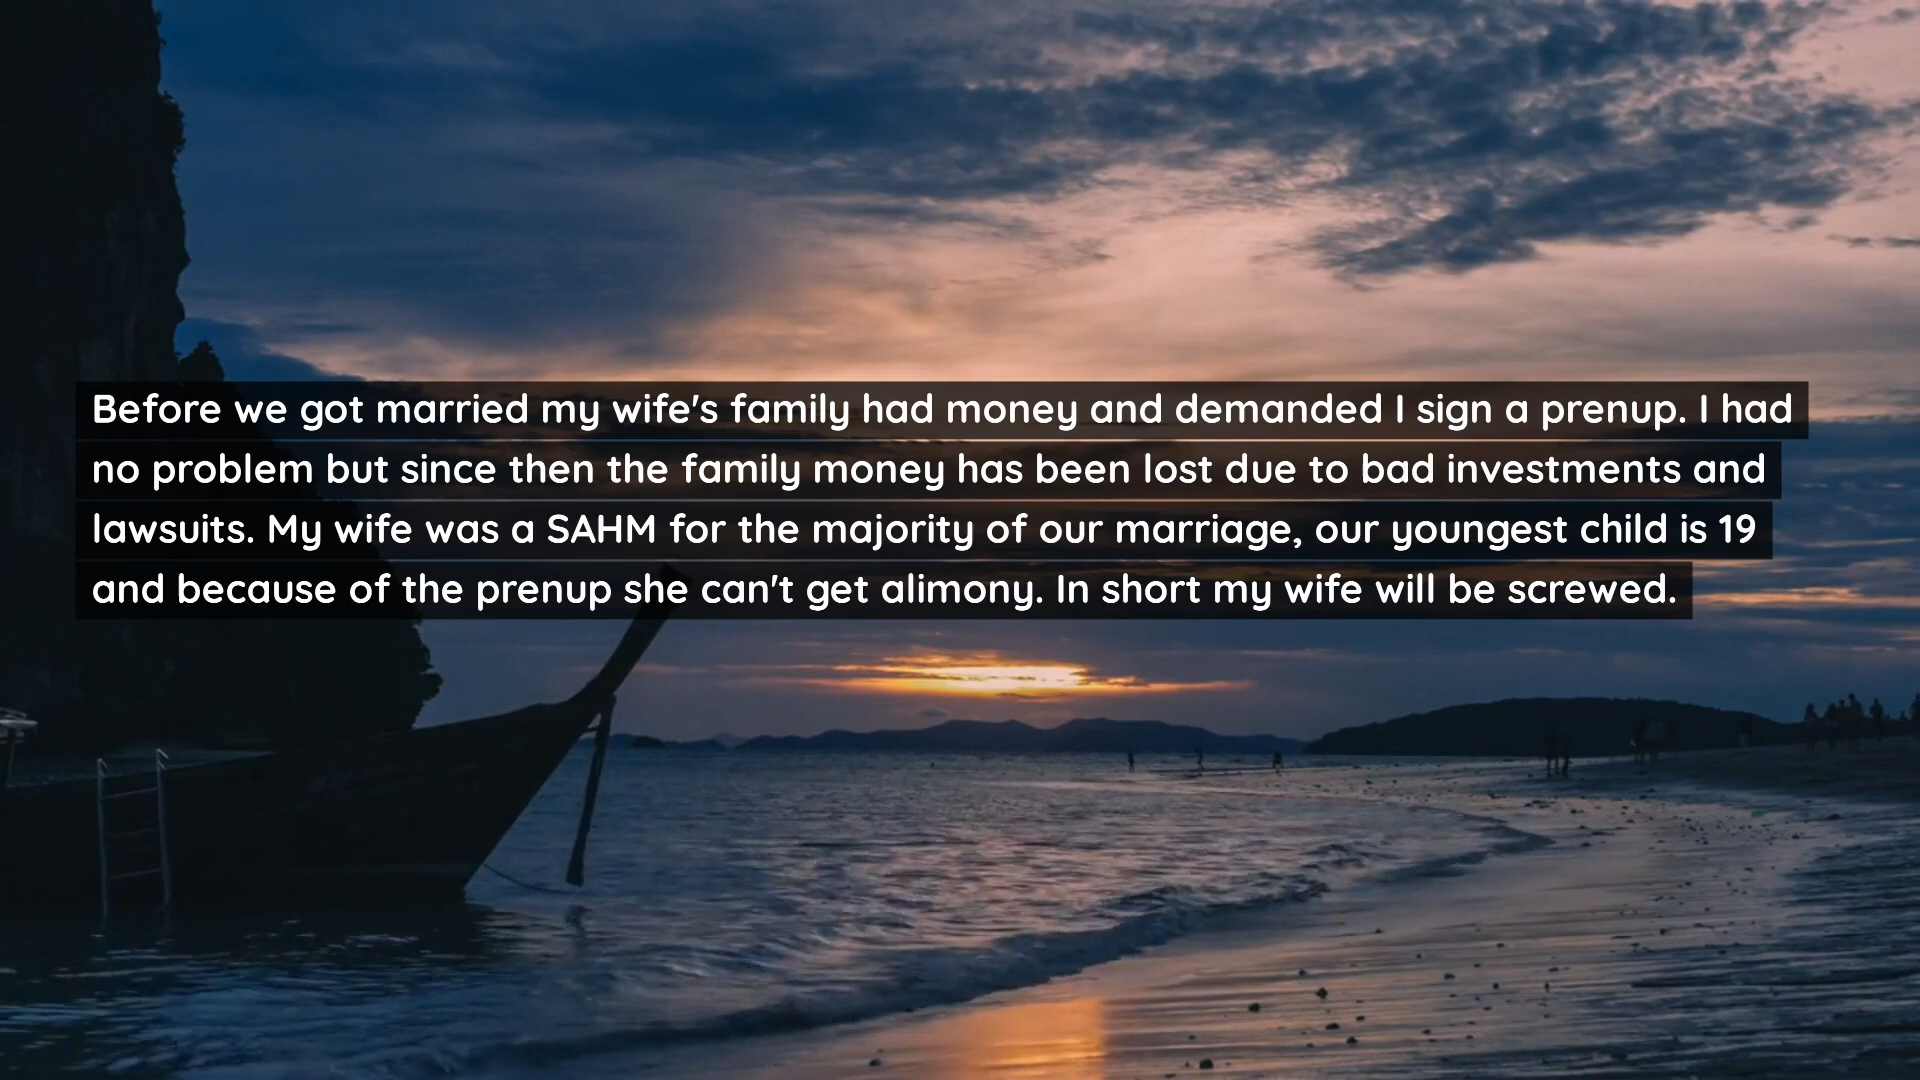 Before we got married my wife's family had money and demanded I sign a prenup. I had
no problem but since then the family money has been lost due to bad investments and
lawsuits. My wife was a SAHM for the majority of our marriage, our youngest child is 19
and because of the prenup she can't get alimony. In short my wife will be screwed.